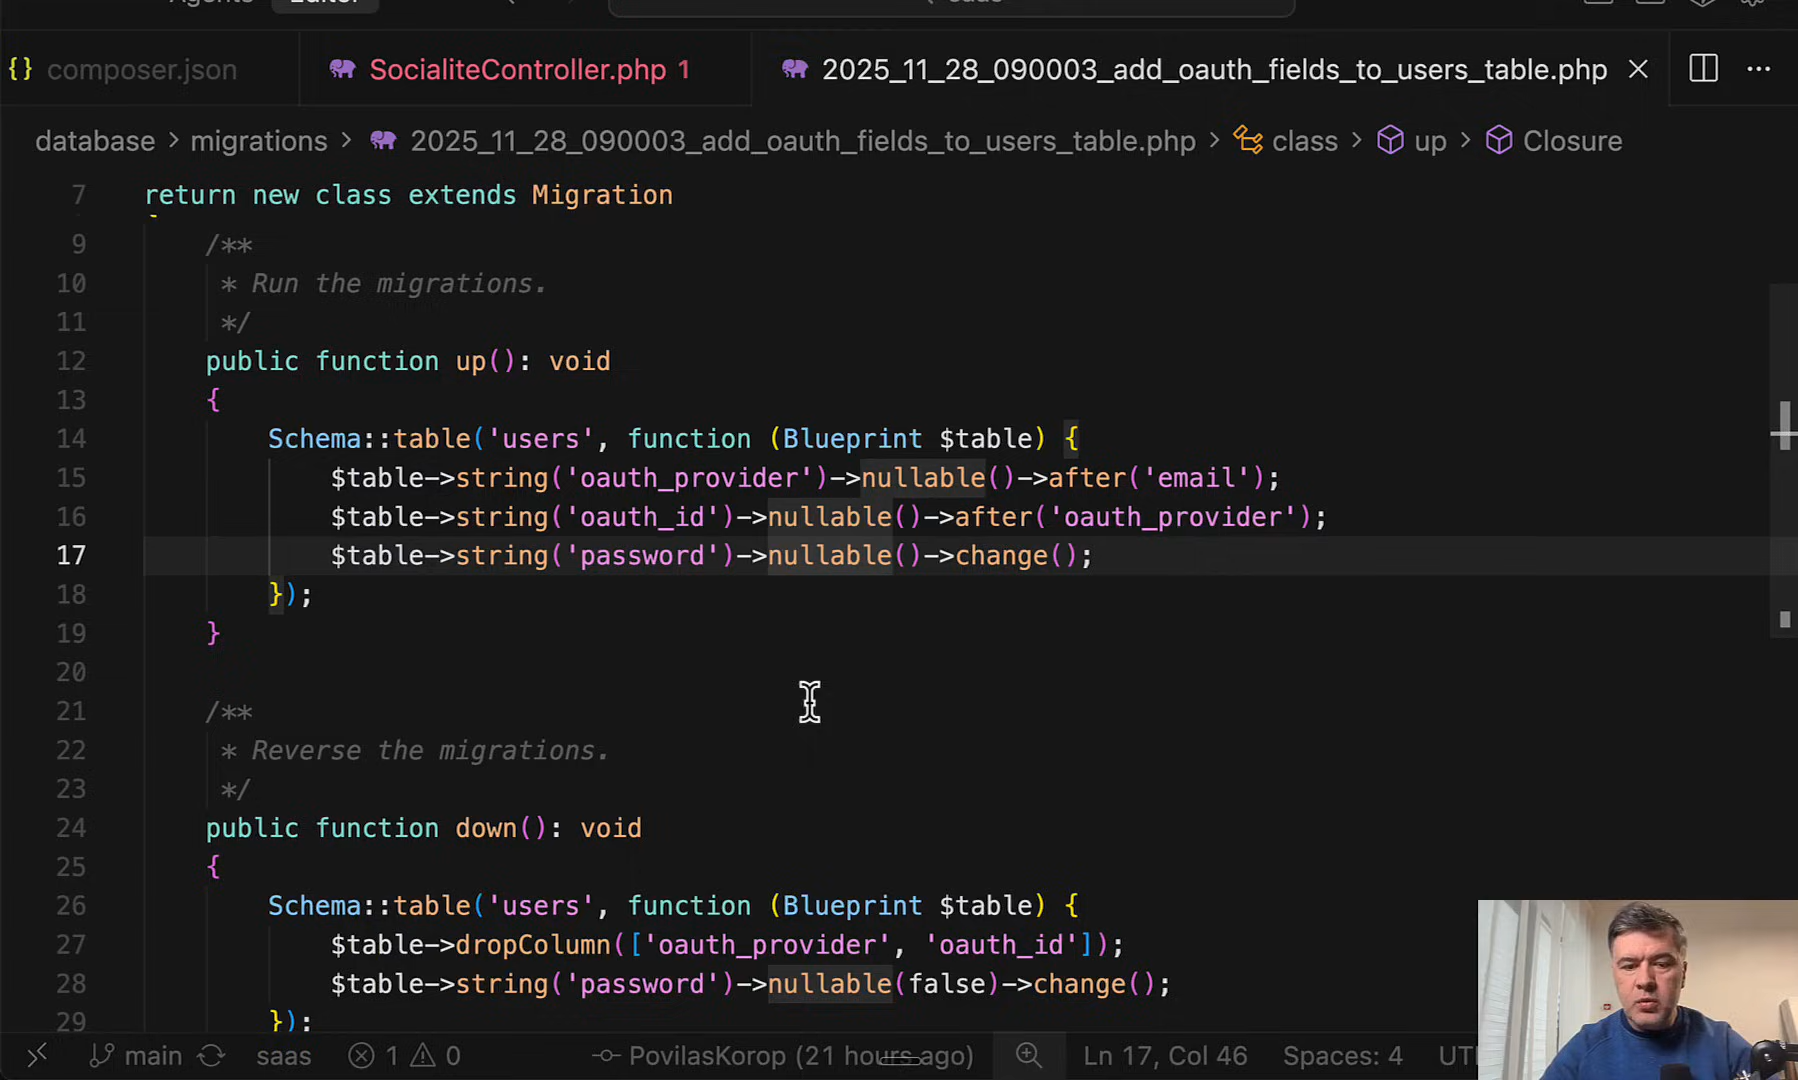 Agents Editor
{} composer.json SocialiteController.php 1 2025_11_28_090003_add_oauth_fields_to_users_table.php ×
database > migrations > 2025_11_28_090003_add_oauth_fields_to_users_table.php > class > up > Closure
7 return new class extends Migration
9 /**
10 * Run the migrations.
11 */
12 public function up(): void
13 {
14 Schema::table('users', function (Blueprint $table) {
15 $table->string('oauth_provider')->nullable()->after('email');
16 $table->string('oauth_id')->nullable()->after('oauth_provider');
17 $table->string('password')->nullable()->change();
18 });
19 }
20
21 /**
22 * Reverse the migrations.
23 */
24 public function down(): void
25 {
26 Schema::table('users', function (Blueprint $table) {
27 $table->dropColumn(['oauth_provider', 'oauth_id']);
28 $table->string('password')->nullable(false)->change();
29 });
main saas 1 0 PovilasKorop (21 hours ago) Ln 17, Col 46 Spaces: 4